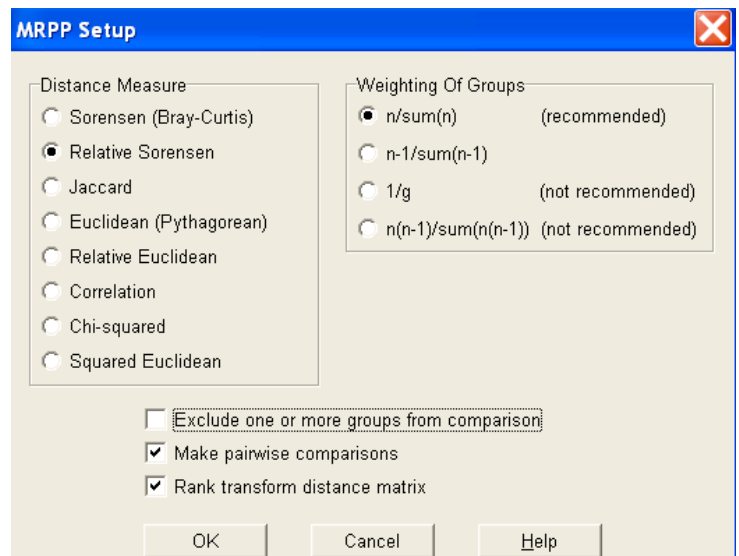 MRPP Setup
Distance Measure
Sorensen (Bray-Curtis)
Relative Sorensen
Jaccard
Euclidean (Pythagorean)
Relative Euclidean
Correlation
Chi-squared
Squared Euclidean
Weighting Of Groups
n/sum(n) (recommended)
n-1/sum(n-1)
1/g (not recommended)
n(n-1)/sum(n(n-1)) (not recommended)
Exclude one or more groups from comparison
Make pairwise comparisons
Rank transform distance matrix
OK Cancel Help